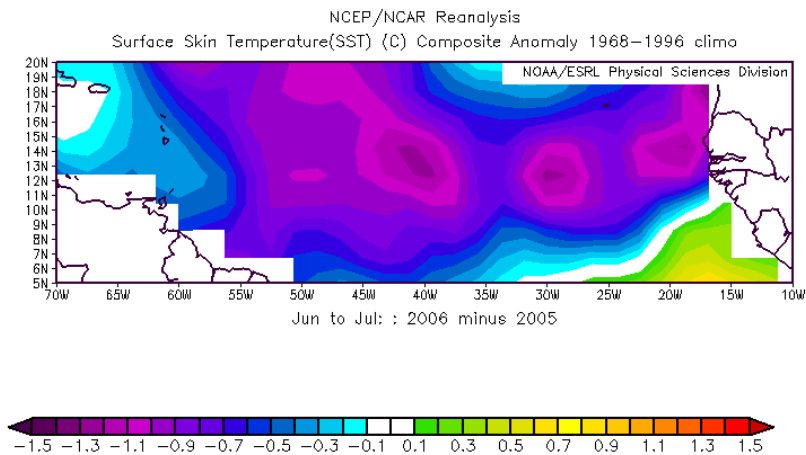 NCEP/NCAR Reanalysis
Surface Skin Temperature(SST) (C) Composite Anomaly 1968-1996 climo
NOAA/ESRL Physical Sciences Division
20N
19N
18N
17N
16N
15N
14N
13N
12N
11N
10N
9N
8N
7N
6N
5N
70W 65W 60W 55W 50W 45W 40W 35W 30W 25W 20W 15W 10W
Jun to Jul: : 2006 minus 2005
-1.5 -1.3 -1.1 -0.9 -0.7 -0.5 -0.3 -0.1 0.1 0.3 0.5 0.7 0.9 1.1 1.3 1.5